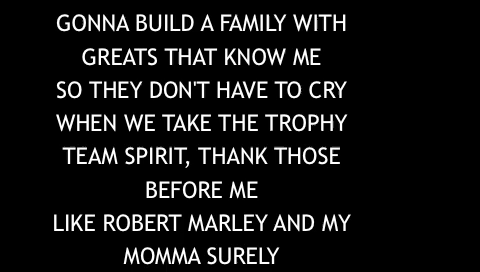 GONNA BUILD A FAMILY WITH
GREATS THAT KNOW ME
SO THEY DON'T HAVE TO CRY
WHEN WE TAKE THE TROPHY
TEAM SPIRIT, THANK THOSE
BEFORE ME
LIKE ROBERT MARLEY AND MY
MOMMA SURELY